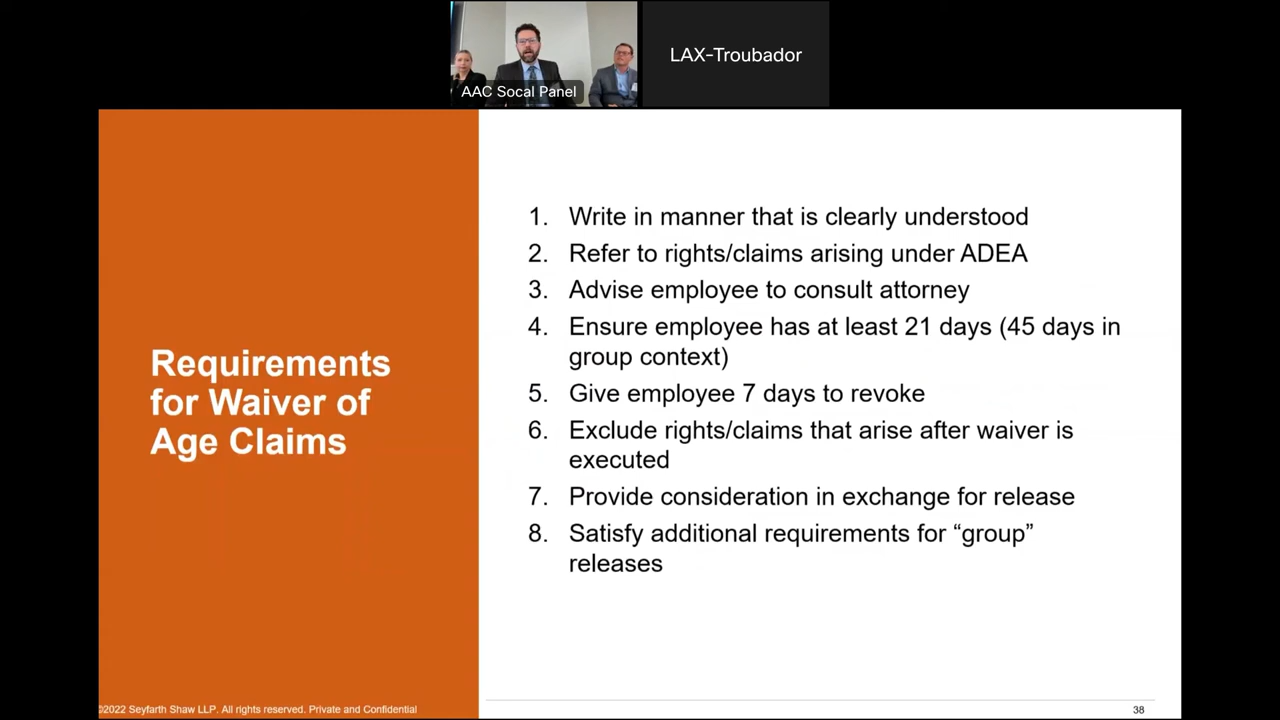 AAC Socal Panel
LAX-Troubador
Requirements
for Waiver of
Age Claims
1. Write in manner that is clearly understood
2. Refer to rights/claims arising under ADEA
3. Advise employee to consult attorney
4. Ensure employee has at least 21 days (45 days in
group context)
5. Give employee 7 days to revoke
6. Exclude rights/claims that arise after waiver is
executed
7. Provide consideration in exchange for release
8. Satisfy additional requirements for “group”
releases
©2022 Seyfarth Shaw LLP. All rights reserved. Private and Confidential
38